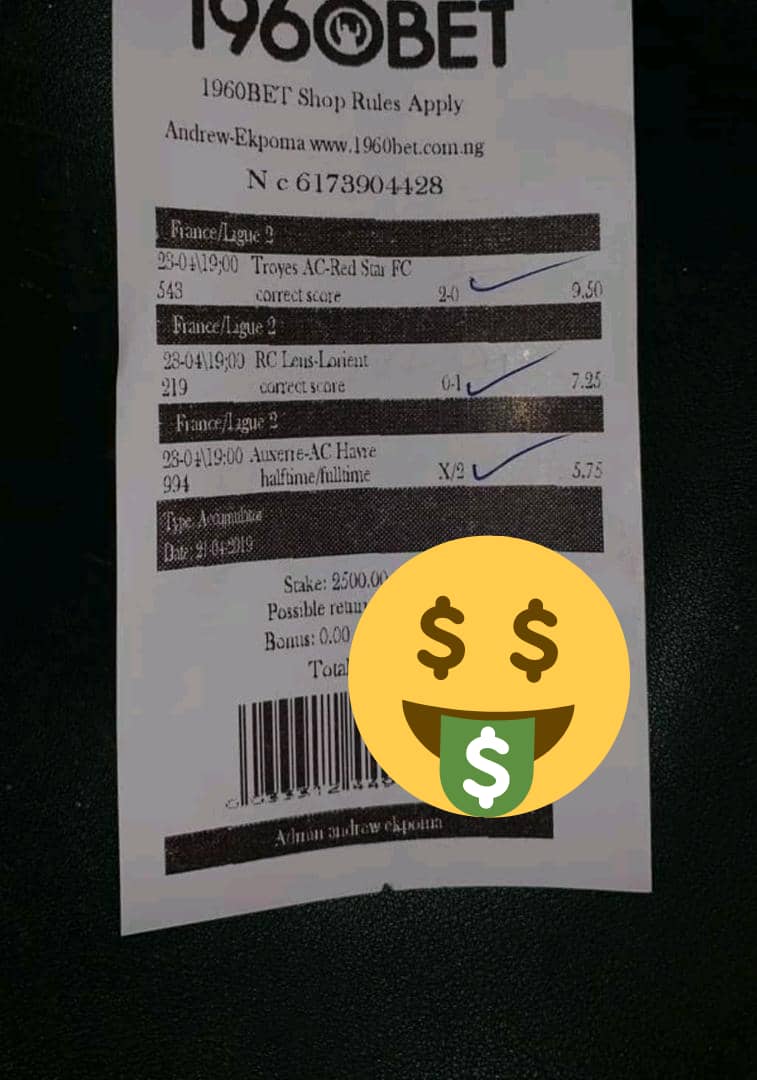 1960BET
1960BET Shop Rules Apply
Andrew-Ekpoma www.1960bet.com.ng
N c 6173904428
France/Ligue 2
23-04\19;00 Troyes AC-Red Star FC
543 correct score 2-0 9.50
France/Ligue 2
23-04\19;00 RC Lens-Lorient
219 correct score 0-1 7.25
France/Ligue 2
23-04\19:00 Auxerre-AC Havre
994 halftime/fulltime X/2 5.75
Type: Accumulator
Date: 21-04-2019
Stake: 2500.00
Possible retur
Bonus: 0.00
Total
Admin andrew ekpoma